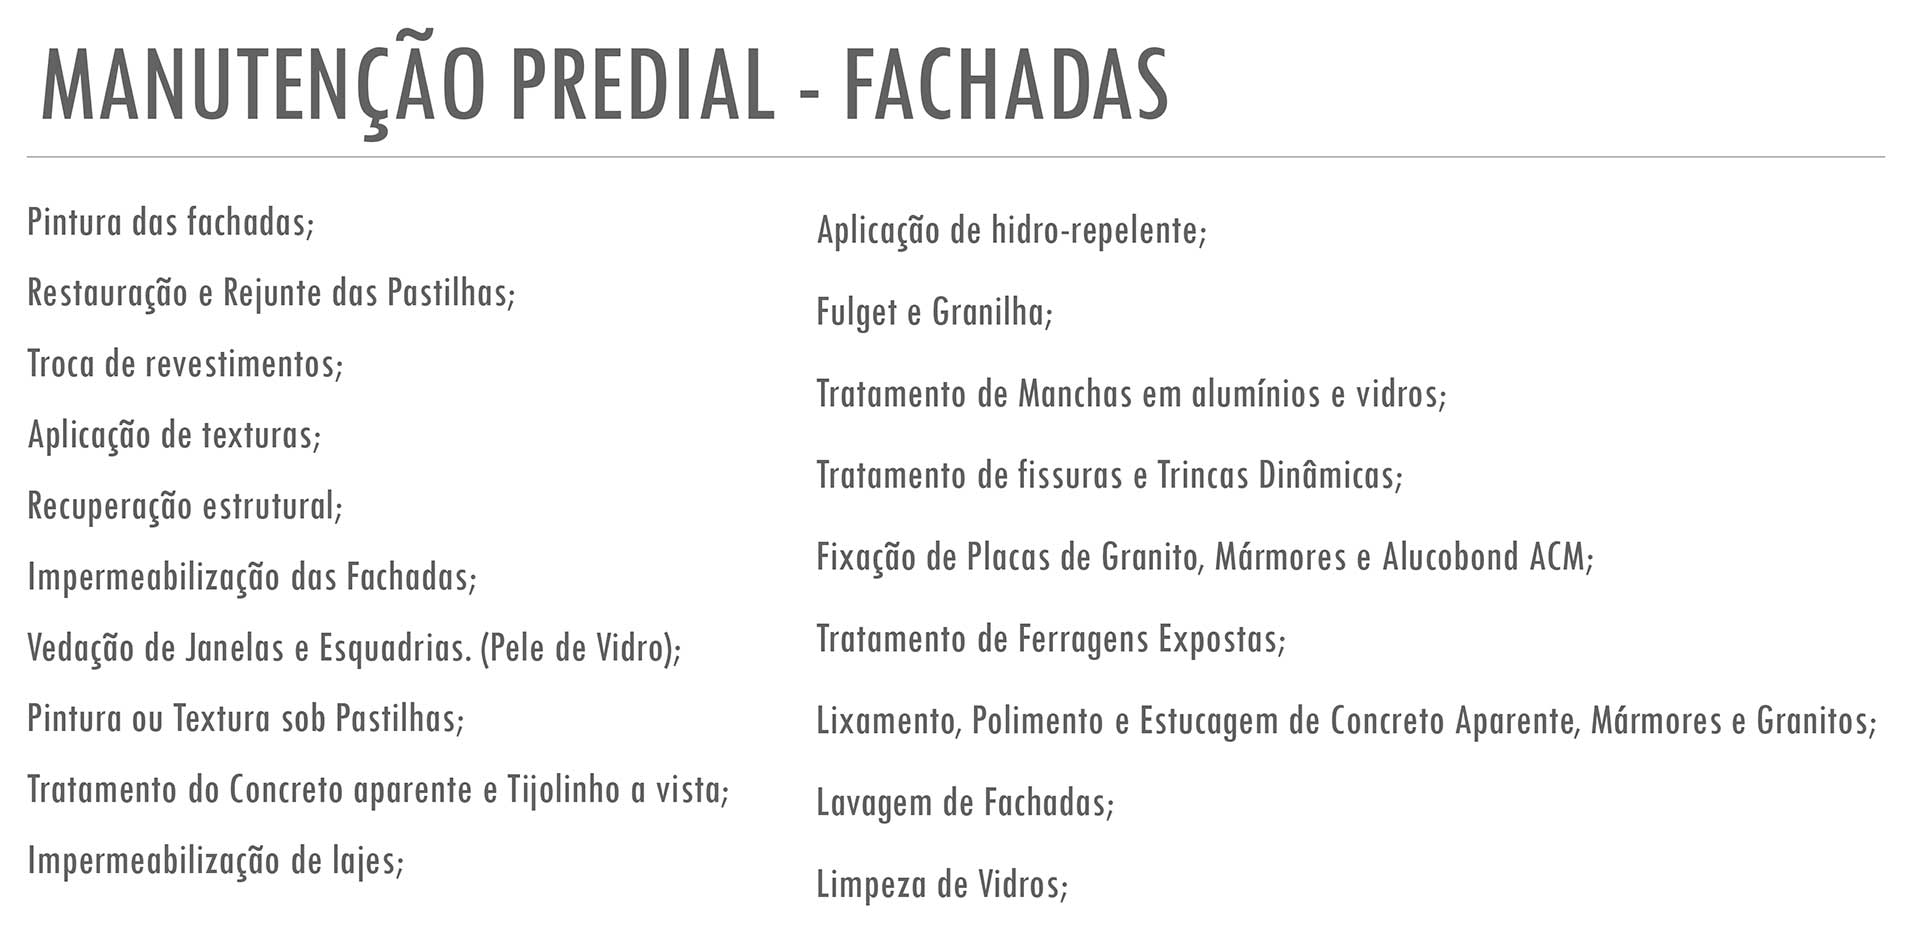 MANUTENÇÃO PREDIAL - FACHADAS
Pintura das fachadas;
Restauração e Rejunte das Pastilhas;
Troca de revestimentos;
Aplicação de texturas;
Recuperação estrutural;
Impermeabilização das Fachadas;
Vedação de Janelas e Esquadrias. (Pele de Vidro);
Pintura ou Textura sob Pastilhas;
Tratamento do Concreto aparente e Tijolinho a vista;
Impermeabilização de lajes;
Aplicação de hidro-repelente;
Fulget e Granilha;
Tratamento de Manchas em alumínios e vidros;
Tratamento de fissuras e Trincas Dinâmicas;
Fixação de Placas de Granito, Mármores e Alucobond ACM;
Tratamento de Ferragens Expostas;
Lixamento, Polimento e Estucagem de Concreto Aparente, Mármores e Granitos;
Lavagem de Fachadas;
Limpeza de Vidros;